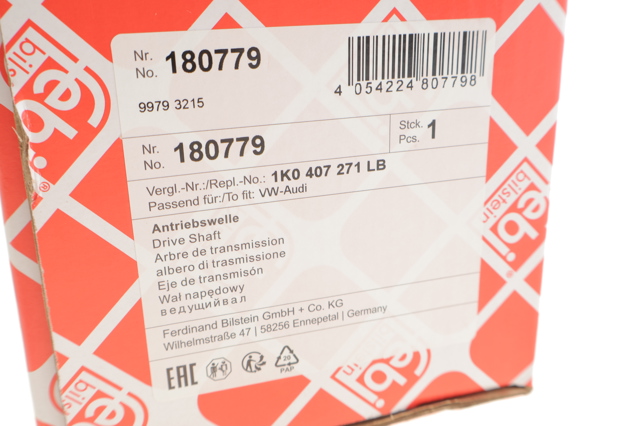 Nr.
No. 180779
9979 3215
4 054224 807798
Nr.
No. 180779
Stck.
Pcs. 1
Vergl.-Nr.:/Repl.-No.: 1K0 407 271 LB
Passend für:/To fit: VW-Audi
Antriebswelle
Drive Shaft
Arbre de transmission
albero di trasmissione
Eje de transmisón
Wał napędowy
ведущийвал
Ferdinand Bilstein GmbH + Co. KG
Wilhelmstraße 47 | 58256 Ennepetal | Germany
EAC
20
PAP
febi
bilstein
febi
bilstein